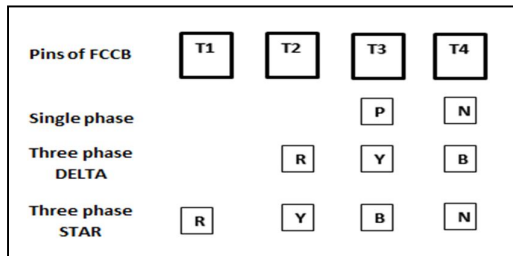 Pins of FCCB T1 T2 T3 T4
Single phase P N
Three phase
DELTA R Y B
Three phase
STAR R Y B N